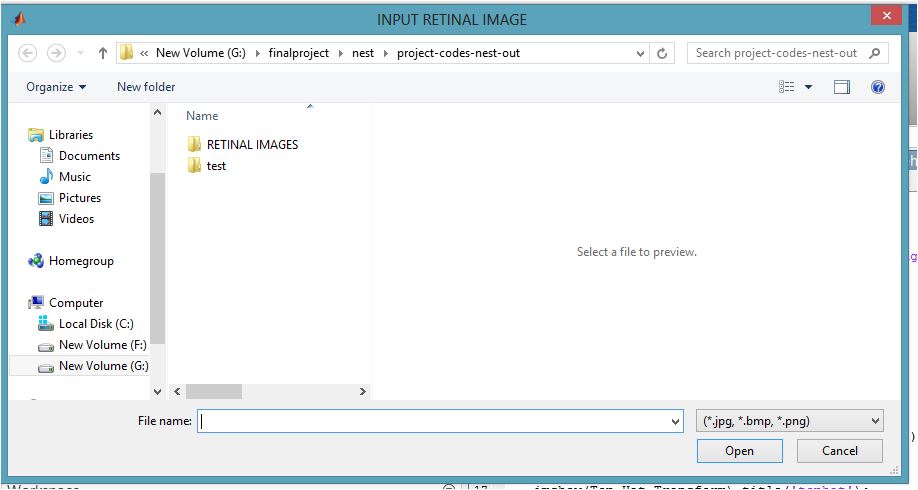 INPUT RETINAL IMAGE
« New Volume (G:) finalproject nest project-codes-nest-out
Search project-codes-nest-out
Organize New folder
Name
Libraries
Documents
Music
Pictures
Videos
Homegroup
Computer
Local Disk (C:)
New Volume (F:)
New Volume (G:)
RETINAL IMAGES
test
Select a file to preview.
File name:
(*.jpg, *.bmp, *.png)
Open Cancel